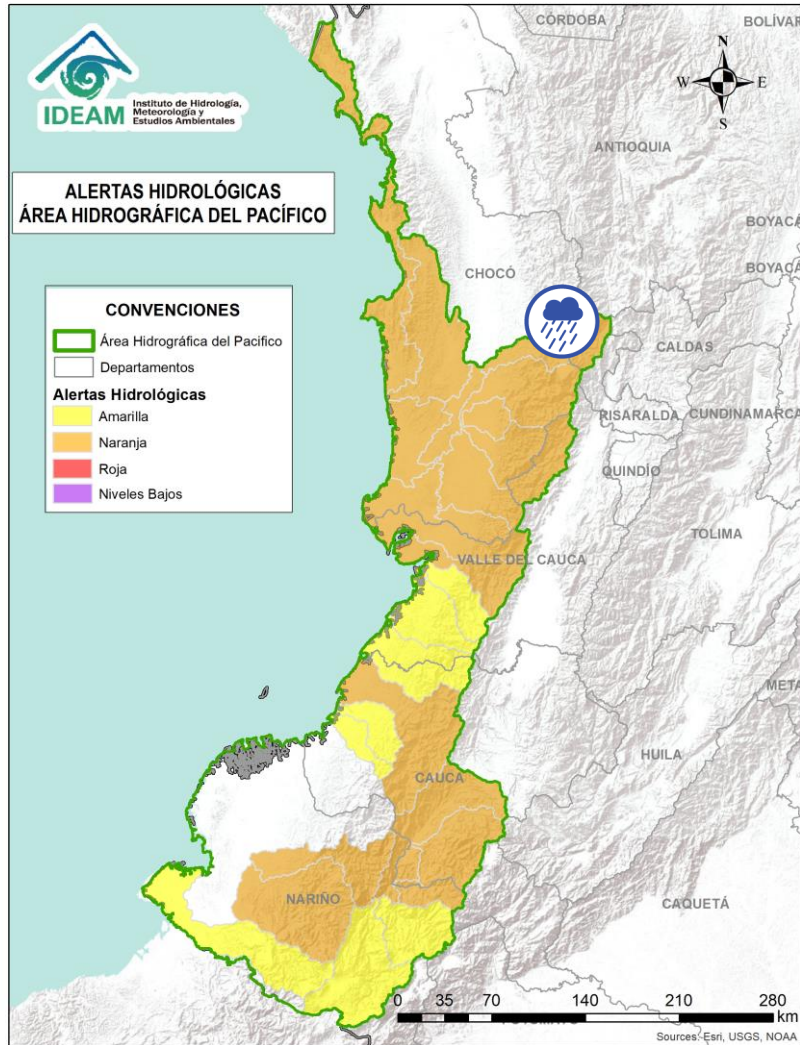 IDEAM
Instituto de Hidrología,
Meteorología y
Estudios Ambientales
ALERTAS HIDROLÓGICAS
ÁREA HIDROGRÁFICA DEL PACÍFICO
CONVENCIONES
Área Hidrográfica del Pacifico
Departamentos
Alertas Hidrológicas
Amarilla
Naranja
Roja
Niveles Bajos
N
W E
S
CÓRDOBA
BOLÍVAR
ANTIOQUIA
BOYACÁ
CHOCÓ
BOYACÁ
CALDAS
RISARALDA
CUNDINAMARCA
QUINDÍO
TOLIMA
VALLE DEL CAUCA
META
HUILA
CAUCA
NARIÑO
CAQUETÁ
0 35 70 140 210 280
km
Sources: Esri, USGS, NOAA